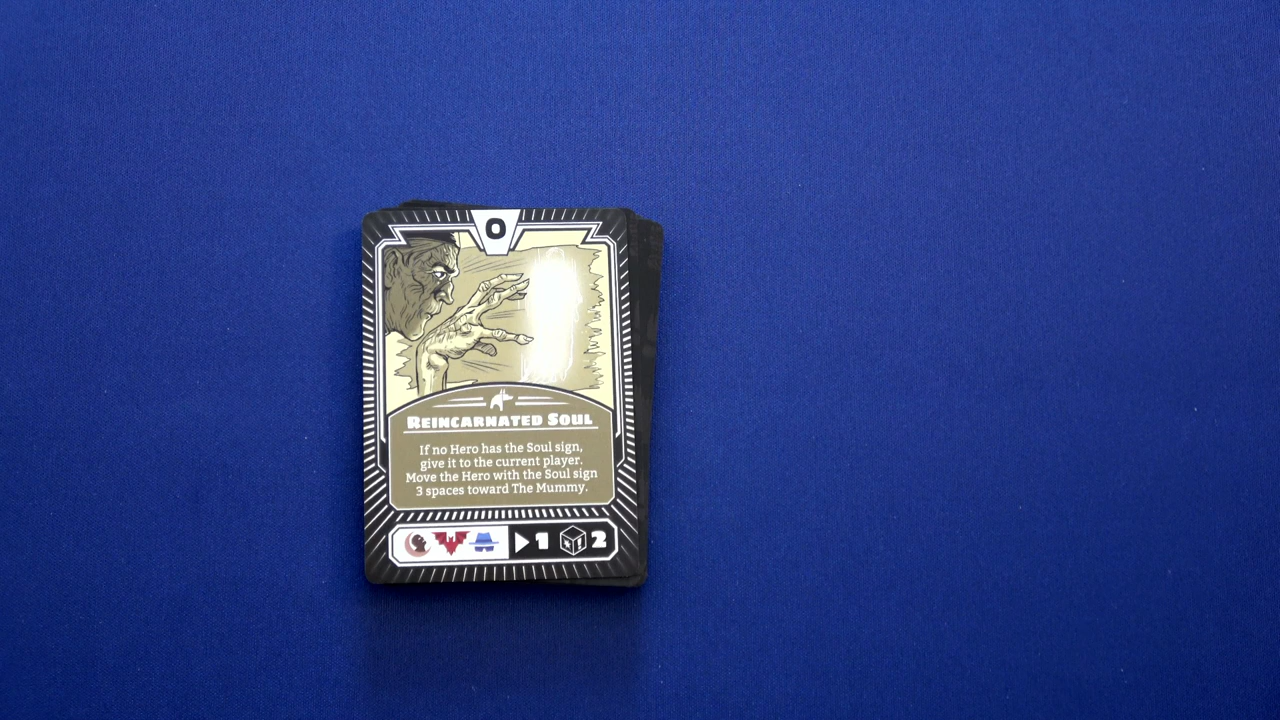 0
REINCARNATED SOUL
If no Hero has the Soul sign,
give it to the current player.
Move the Hero with the Soul sign
3 spaces toward The Mummy.
1 2